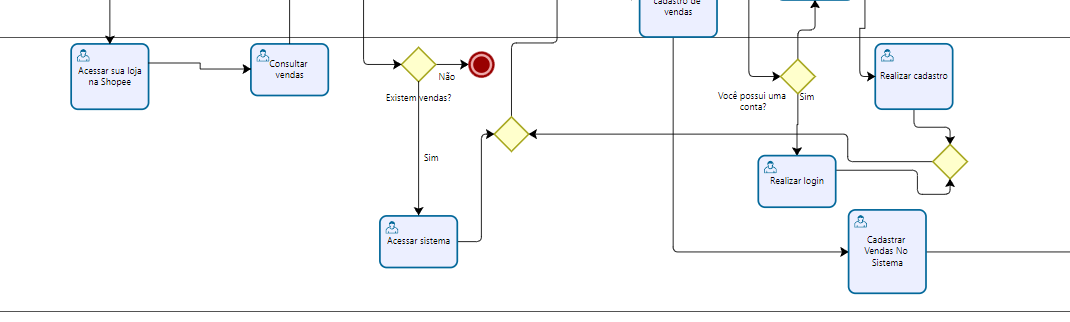 cadastro de
vendas
Acessar sua loja
na Shopee
Consultar
vendas
Não
Existem vendas?
Sim
Acessar sistema
Você possui uma
conta?
Sim
Realizar cadastro
Realizar login
Cadastrar
Vendas No
Sistema